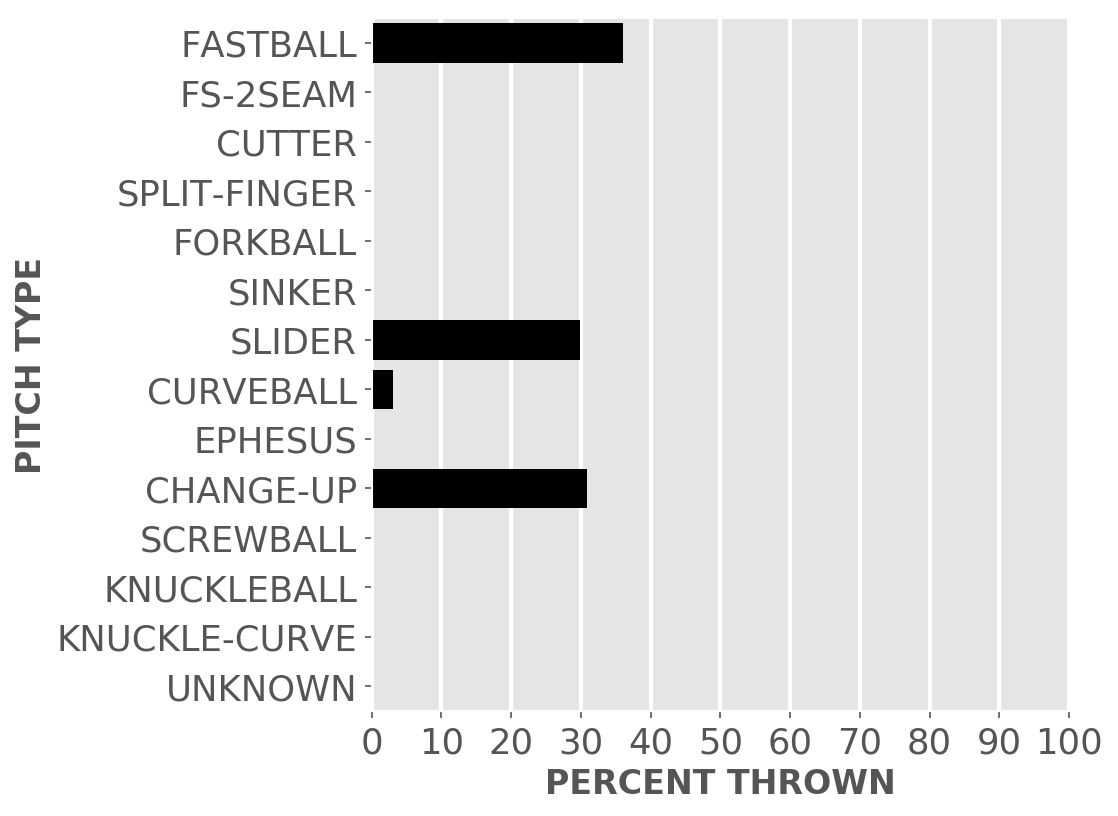 FASTBALL
FS-2SEAM
CUTTER
SPLIT-FINGER
FORKBALL
SINKER
SLIDER
CURVEBALL
EPHESUS
CHANGE-UP
SCREWBALL
KNUCKLEBALL
KNUCKLE-CURVE
UNKNOWN
PITCH TYPE
0 10 20 30 40 50 60 70 80 90 100
PERCENT THROWN